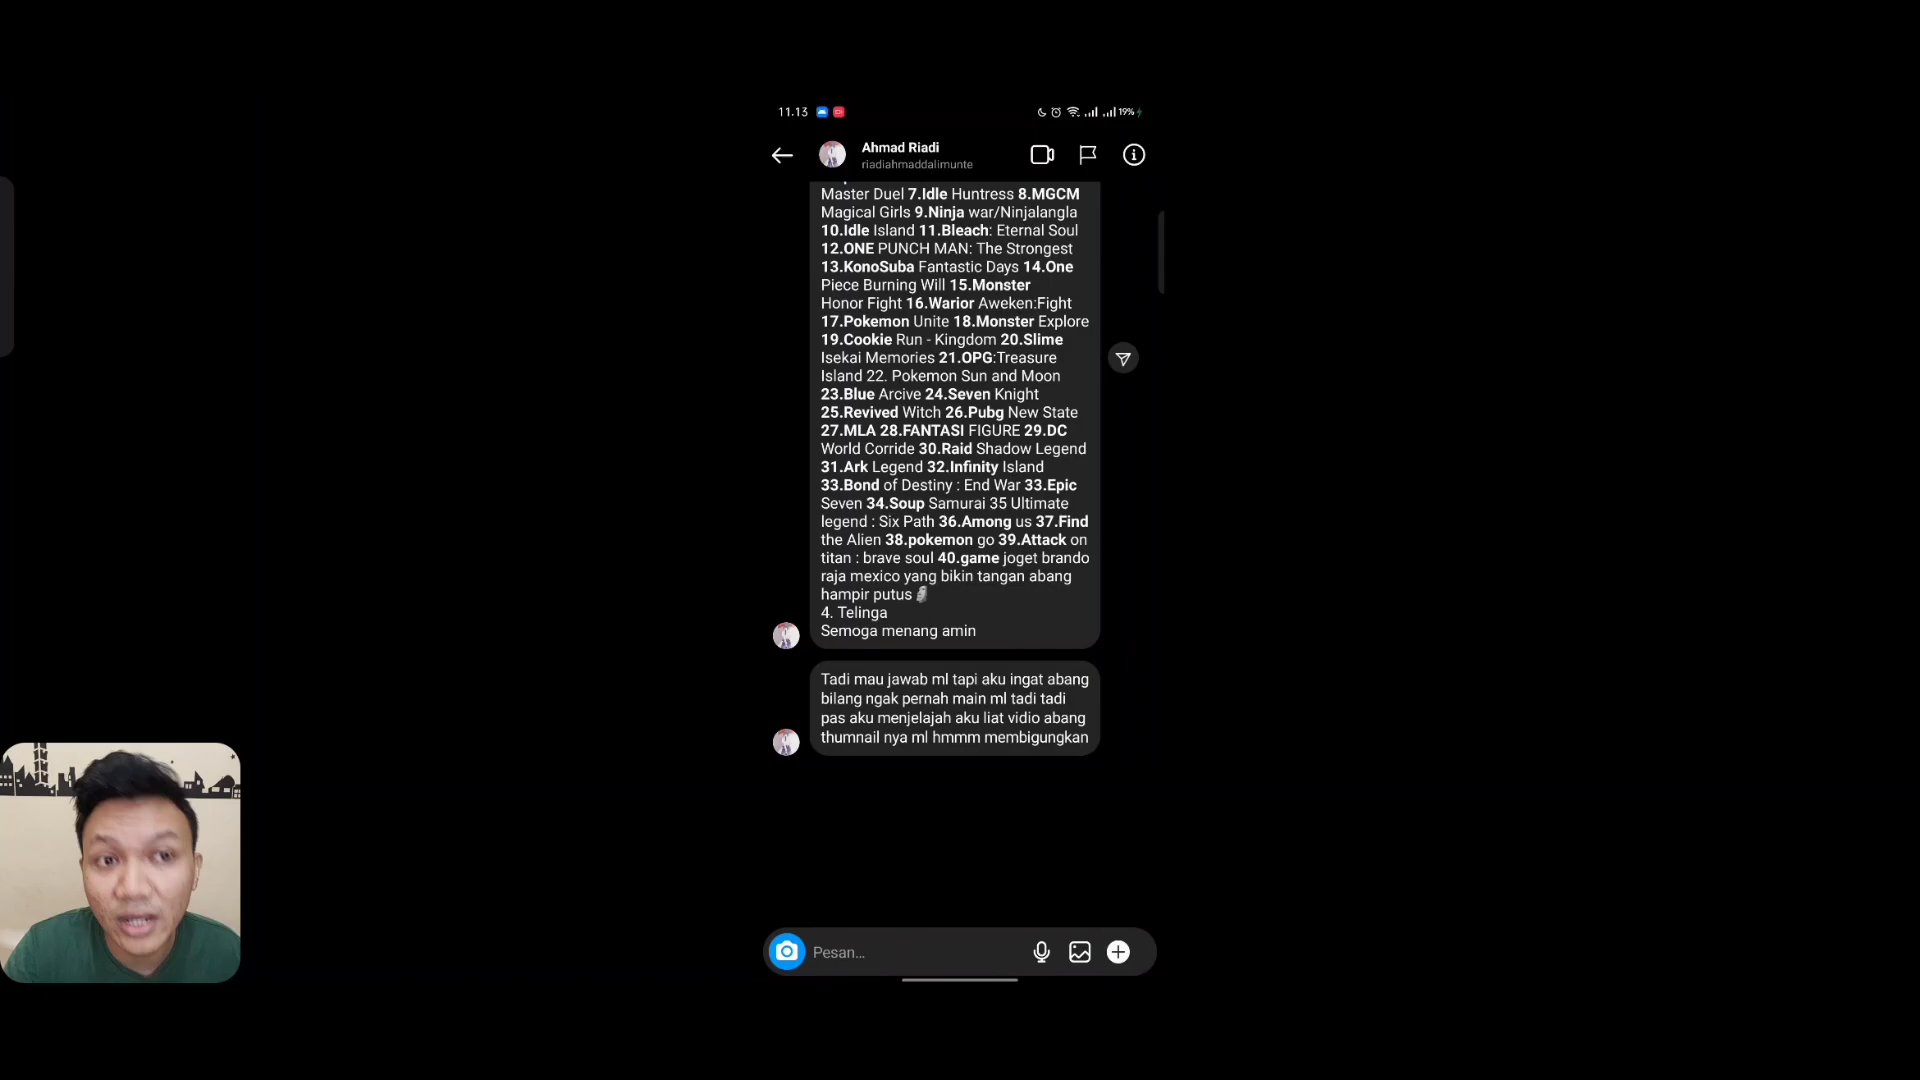 11.13
19%
Ahmad Riadi
riadiahmaddalimunte
Master Duel 7.Idle Huntress 8.MGCM
Magical Girls 9.Ninja war/Ninjalangla
10.Idle Island 11.Bleach: Eternal Soul
12.ONE PUNCH MAN: The Strongest
13.KonoSuba Fantastic Days 14.One
Piece Burning Will 15.Monster
Honor Fight 16.Warior Aweken:Fight
17.Pokemon Unite 18.Monster Explore
19.Cookie Run - Kingdom 20.Slime
Isekai Memories 21.OPG:Treasure
Island 22. Pokemon Sun and Moon
23.Blue Arcive 24.Seven Knight
25.Revived Witch 26.Pubg New State
27.MLA 28.FANTASI FIGURE 29.DC
World Corride 30.Raid Shadow Legend
31.Ark Legend 32.Infinity Island
33.Bond of Destiny : End War 33.Epic
Seven 34.Soup Samurai 35 Ultimate
legend : Six Path 36.Among us 37.Find
the Alien 38.pokemon go 39.Attack on
titan : brave soul 40.game joget brando
raja mexico yang bikin tangan abang
hampir putus🗿
4. Telinga
Semoga menang amin
Tadi mau jawab ml tapi aku ingat abang
bilang ngak pernah main ml tadi tadi
pas aku menjelajah aku liat vidio abang
thumnail nya ml hmmm membigungkan
Pesan...